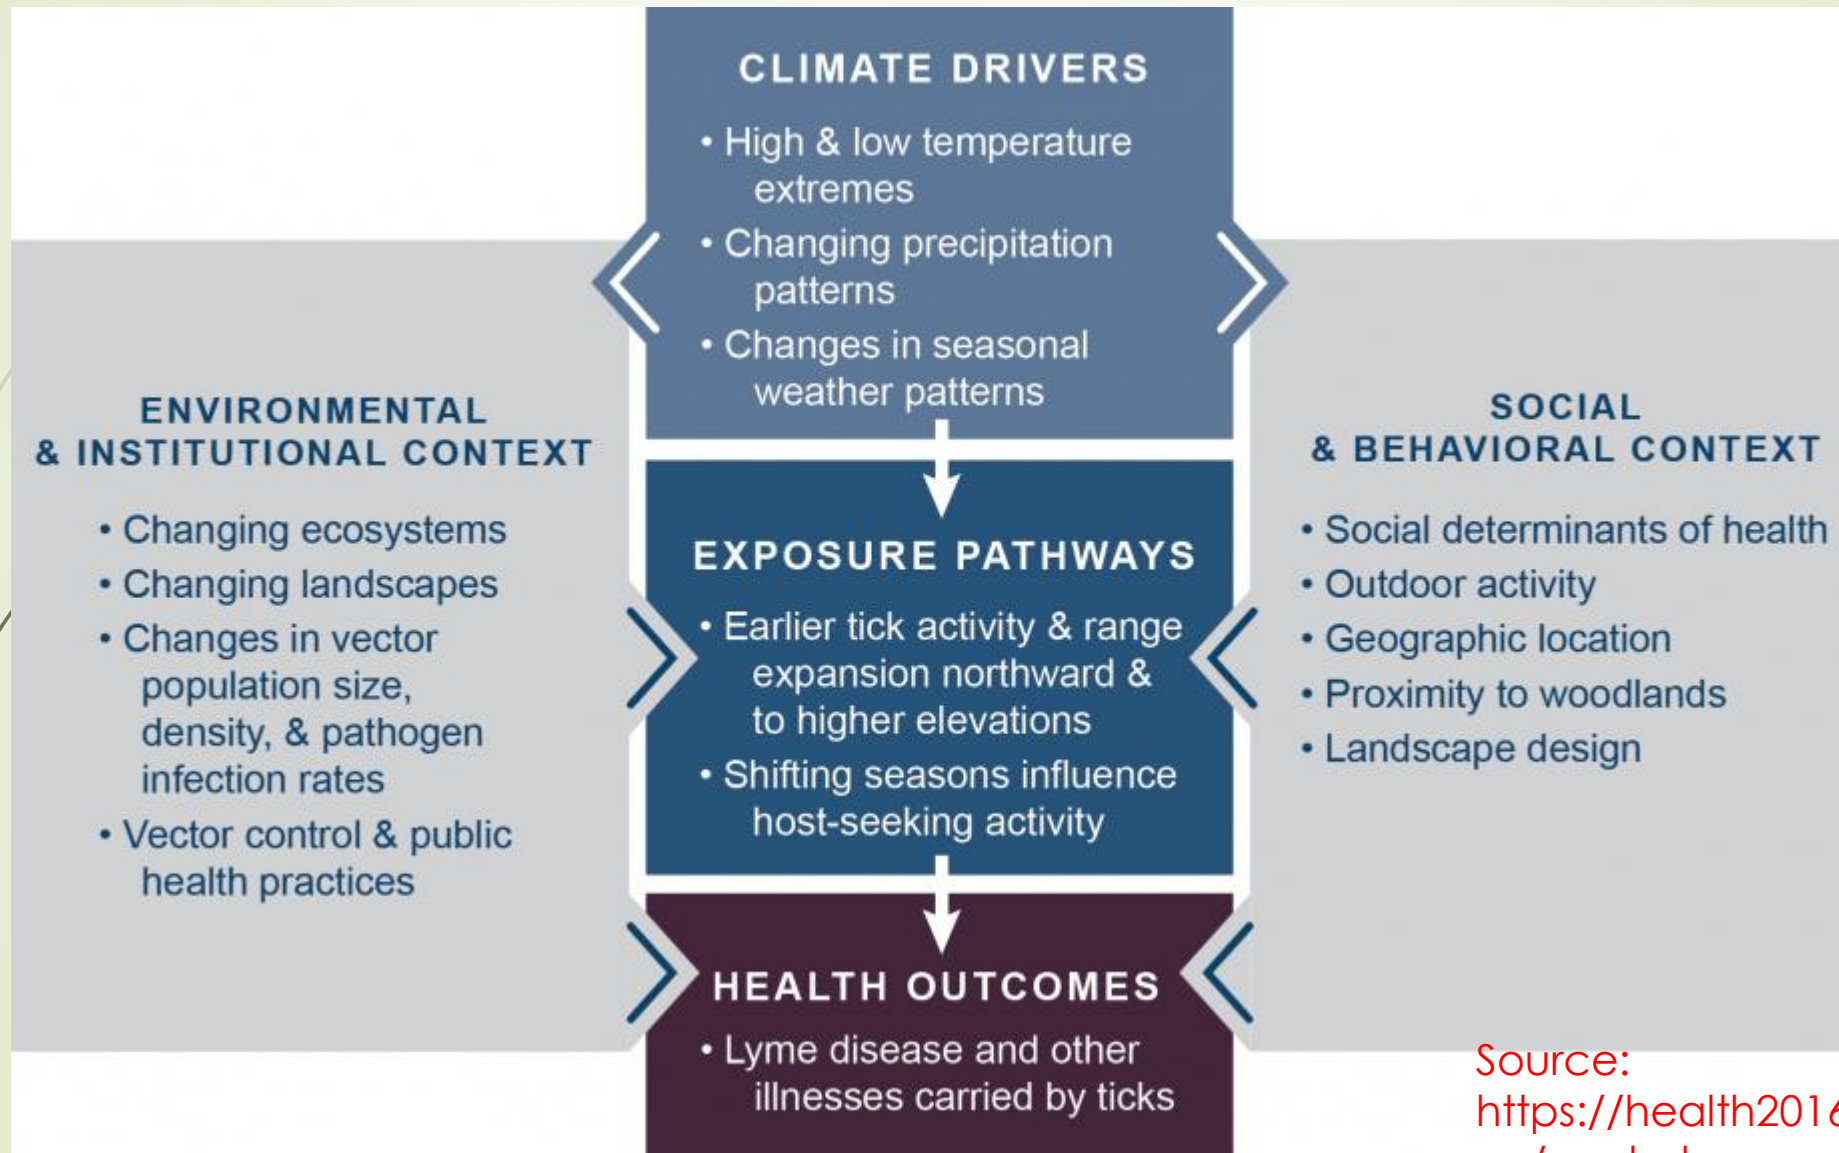 CLIMATE DRIVERS
• High & low temperature
extremes
• Changing precipitation
patterns
• Changes in seasonal
weather patterns
ENVIRONMENTAL
& INSTITUTIONAL CONTEXT
• Changing ecosystems
• Changing landscapes
• Changes in vector
population size,
density, & pathogen
infection rates
• Vector control & public
health practices
EXPOSURE PATHWAYS
• Earlier tick activity & range
expansion northward &
to higher elevations
• Shifting seasons influence
host-seeking activity
SOCIAL
& BEHAVIORAL CONTEXT
• Social determinants of health
• Outdoor activity
• Geographic location
• Proximity to woodlands
• Landscape design
HEALTH OUTCOMES
• Lyme disease and other
illnesses carried by ticks
Source:
https://health2016